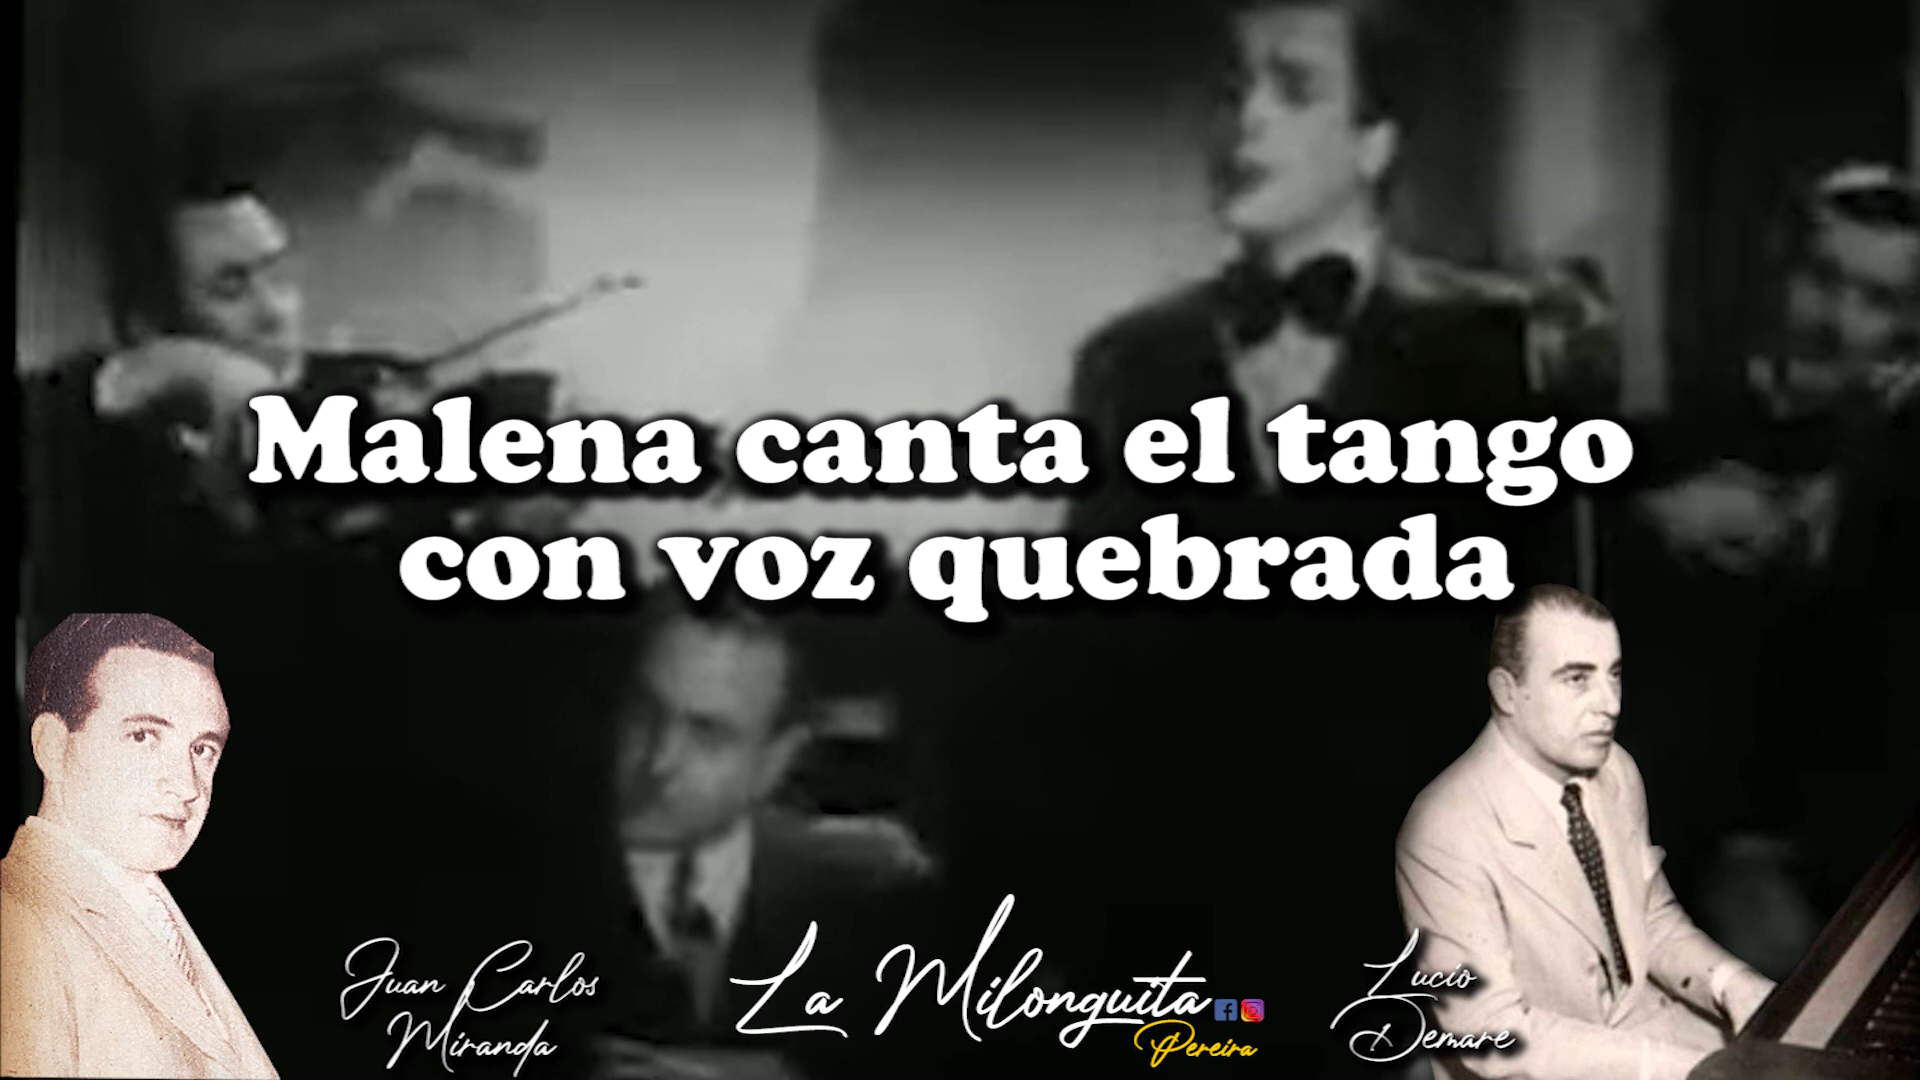 Malena canta el tango
con voz quebrada
Juan Carlos
Miranda
La Milonguita
Pereira
Lucio
Demare